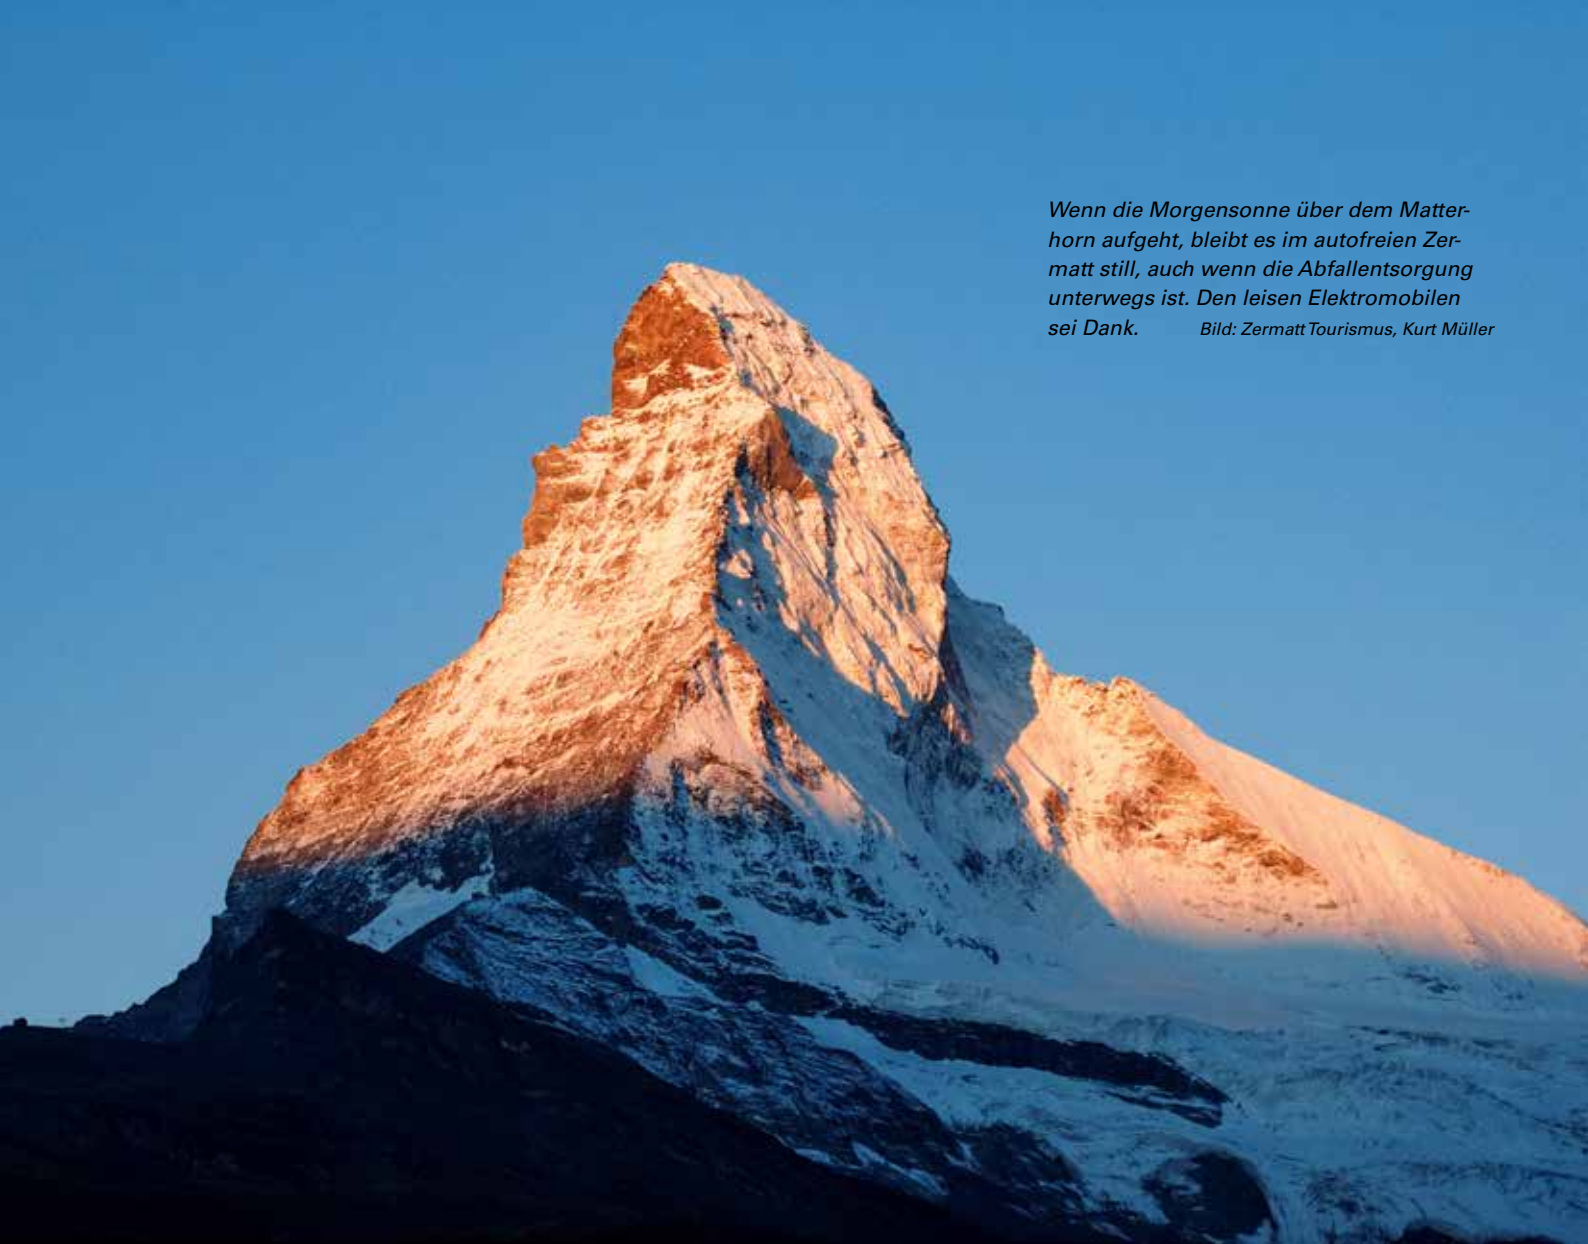 Wenn die Morgensonne über dem Matter-
horn aufgeht, bleibt es im autofreien Zer-
matt still, auch wenn die Abfallentsorgung
unterwegs ist. Den leisen Elektromobilen
sei Dank. Bild: Zermatt Tourismus, Kurt Müller